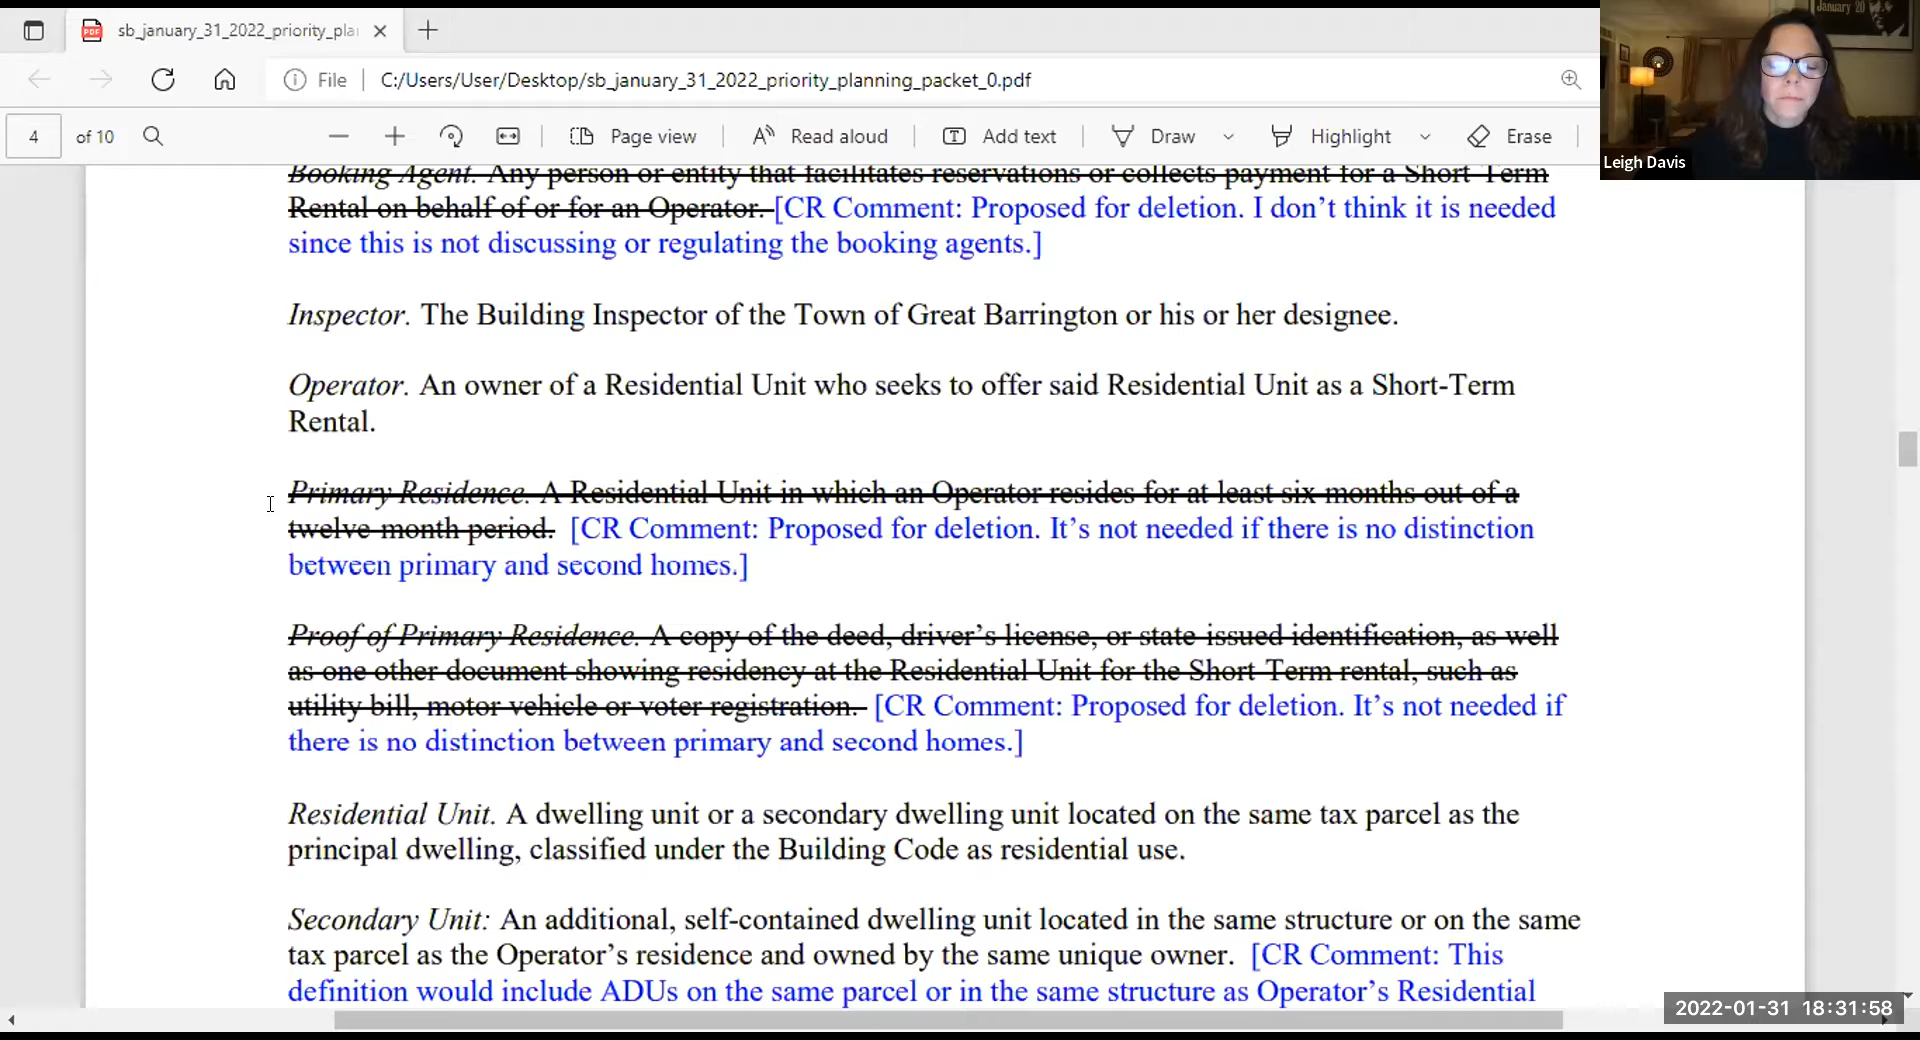 sb_january_31_2022_priority_pla
January 20
File
C:/Users/User/Desktop/sb_january_31_2022_priority_planning_packet_0.pdf
4 of 10
Page view
Read aloud
Add text
Draw
Highlight
Erase
Leigh Davis
Booking Agent. Any person or entity that facilitates reservations or collects payment for a Short-Term
Rental on behalf of or for an Operator. [CR Comment: Proposed for deletion. I don’t think it is needed
since this is not discussing or regulating the booking agents.]
Inspector. The Building Inspector of the Town of Great Barrington or his or her designee.
Operator. An owner of a Residential Unit who seeks to offer said Residential Unit as a Short-Term
Rental.
Primary Residence. A Residential Unit in which an Operator resides for at least six months out of a
twelve-month period. [CR Comment: Proposed for deletion. It’s not needed if there is no distinction
between primary and second homes.]
Proof of Primary Residence. A copy of the deed, driver’s license, or state-issued identification, as well
as one other document showing residency at the Residential Unit for the Short-Term rental, such as
utility bill, motor vehicle or voter registration. [CR Comment: Proposed for deletion. It’s not needed if
there is no distinction between primary and second homes.]
Residential Unit. A dwelling unit or a secondary dwelling unit located on the same tax parcel as the
principal dwelling, classified under the Building Code as residential use.
Secondary Unit: An additional, self-contained dwelling unit located in the same structure or on the same
tax parcel as the Operator’s residence and owned by the same unique owner. [CR Comment: This
definition would include ADUs on the same parcel or in the same structure as Operator’s Residential
2022-01-31 18:31:58